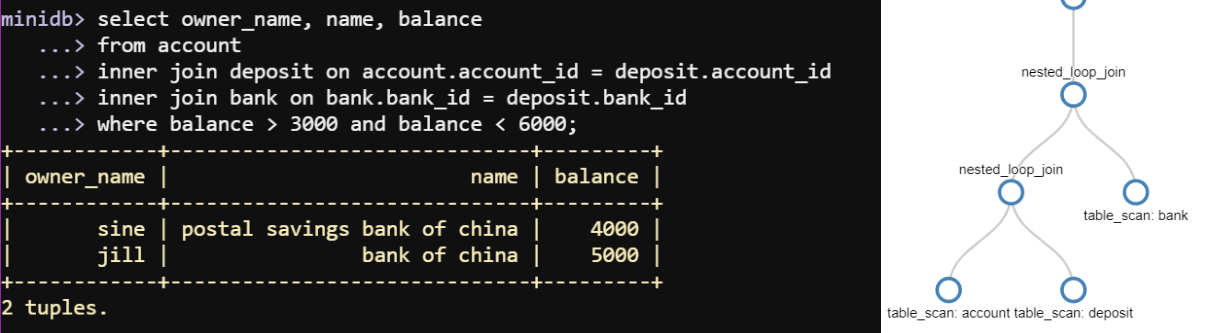 minidb> select owner_name, name, balance
...> from account
...> inner join deposit on account.account_id = deposit.account_id
...> inner join bank on bank.bank_id = deposit.bank_id
...> where balance > 3000 and balance < 6000;
+------------+------------------------------+---------+
| owner_name |                         name | balance |
+------------+------------------------------+---------+
|       sine | postal savings bank of china |    4000 |
|       jill |                bank of china |    5000 |
+------------+------------------------------+---------+
2 tuples.
nested_loop_join
nested_loop_join
table_scan: bank
table_scan: account table_scan: deposit